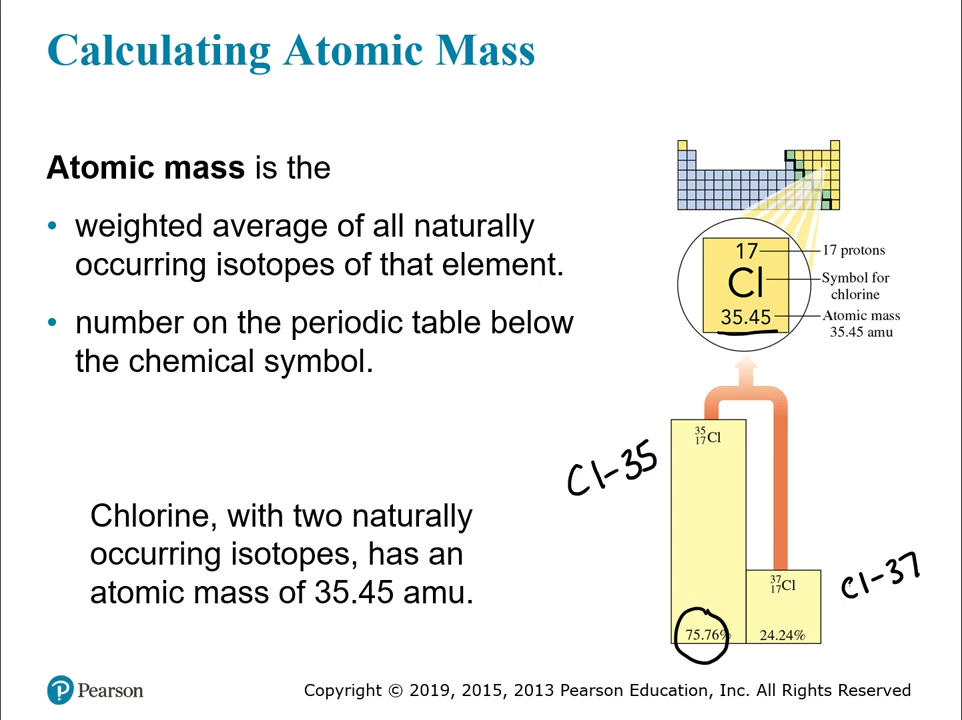 Calculating Atomic Mass
Atomic mass is the
• weighted average of all naturally
occurring isotopes of that element.
• number on the periodic table below
the chemical symbol.
Chlorine, with two naturally
occurring isotopes, has an
atomic mass of 35.45 amu.
17
Cl
35.45
17 protons
Symbol for
chlorine
Atomic mass
35.45 amu
Cl-35
35
17Cl
75.76%
37
17Cl
24.24%
Cl-37
P Pearson
Copyright © 2019, 2015, 2013 Pearson Education, Inc. All Rights Reserved